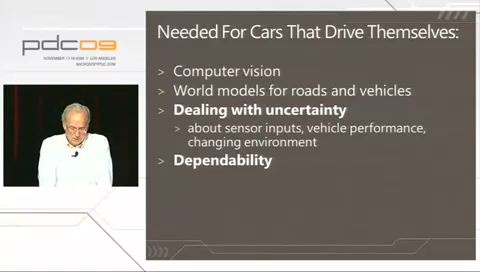 pdc09
Needed For Cars That Drive Themselves:
> Computer vision
> World models for roads and vehicles
> Dealing with uncertainty
> about sensor inputs, vehicle performance,
changing environment
> Dependability